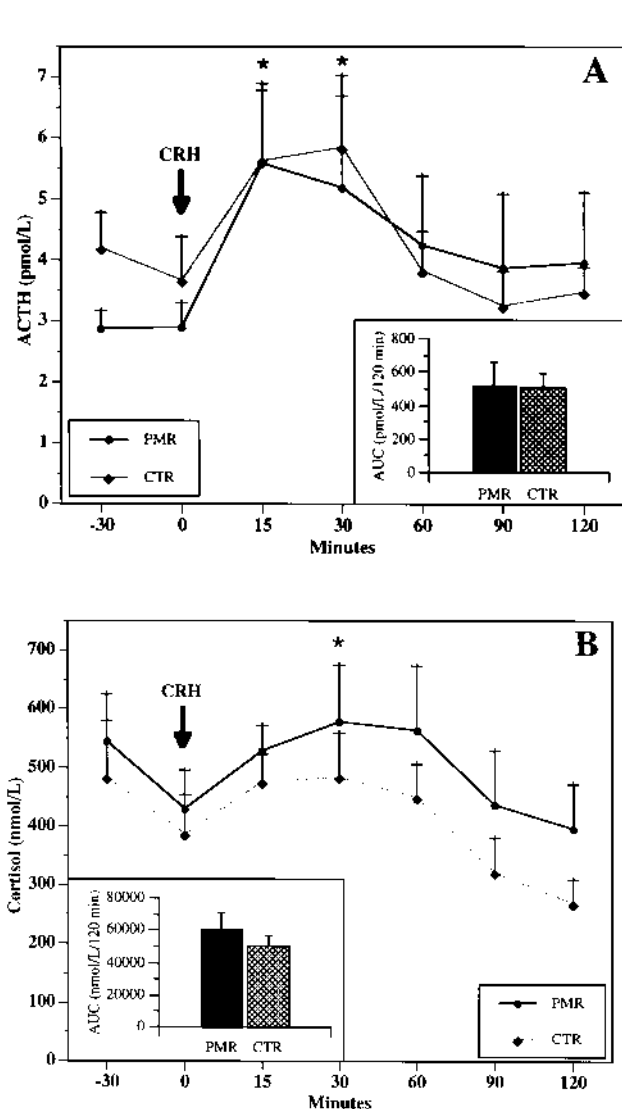 A
7
* *
6
CRH
5
4
3
2
1
0
ACTH (pmol/L)
PMR
CTR
800
600
400
200
0
AUC (pmol/L/120 min)
PMR CTR
-30 0 15 30 60 90 120
Minutes
B
700
*
600
CRH
500
400
300
200
100
0
Cortisol (nmol/L)
80000
60000
40000
20000
0
AUC (nmol/L/120 min)
PMR CTR
PMR
CTR
-30 0 15 30 60 90 120
Minutes